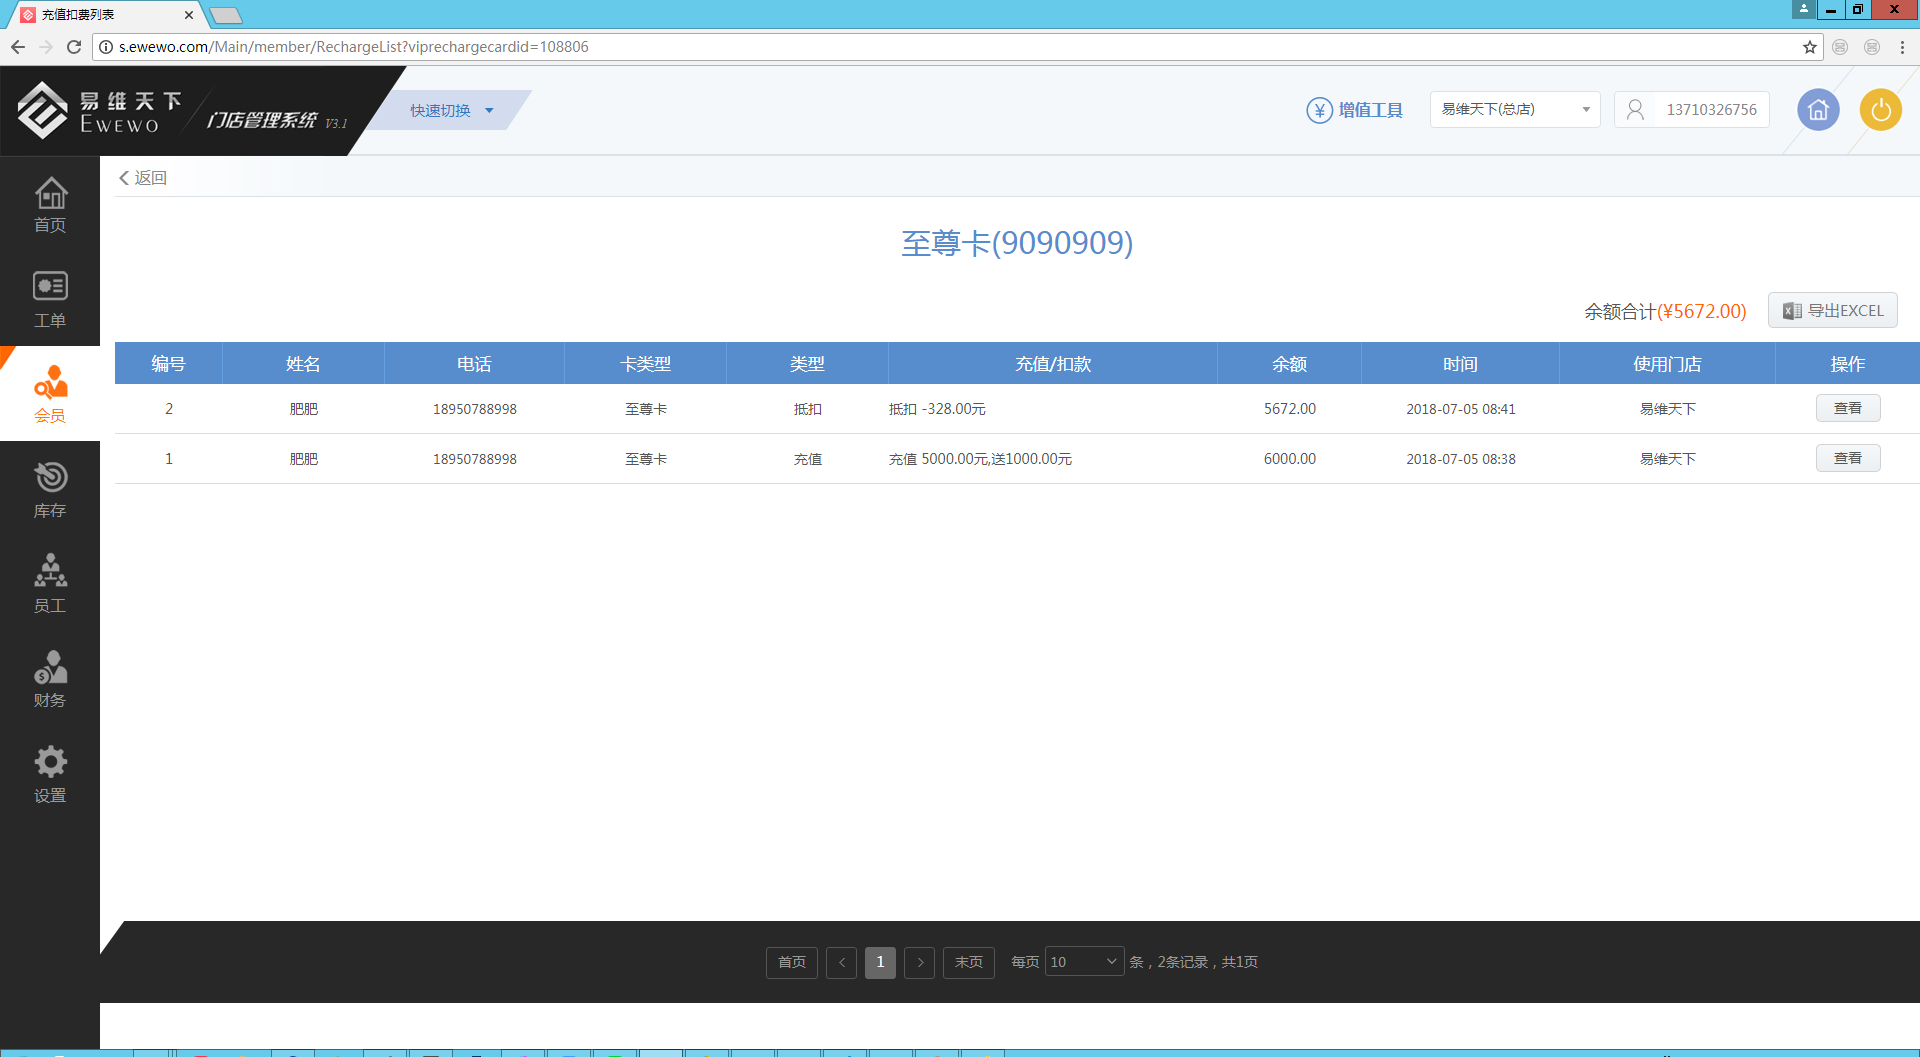 充值扣费列表
s.ewewo.com/Main/member/RechargeList?viprechargecardid=108806
易维天下
EWEWO
门店管理系统 V3.1
快速切换
¥ 增值工具
易维天下(总店)
13710326756
返回
首页
工单
会员
库存
员工
财务
设置
至尊卡(9090909)
余额合计(¥5672.00)
导出EXCEL
编号 姓名 电话 卡类型 类型 充值/扣款 余额 时间 使用门店 操作
2 肥肥 18950788998 至尊卡 抵扣 抵扣 -328.00元 5672.00 2018-07-05 08:41 易维天下 查看
1 肥肥 18950788998 至尊卡 充值 充值 5000.00元,送1000.00元 6000.00 2018-07-05 08:38 易维天下 查看
首页 < 1 > 末页 每页 10 条，2条记录，共1页